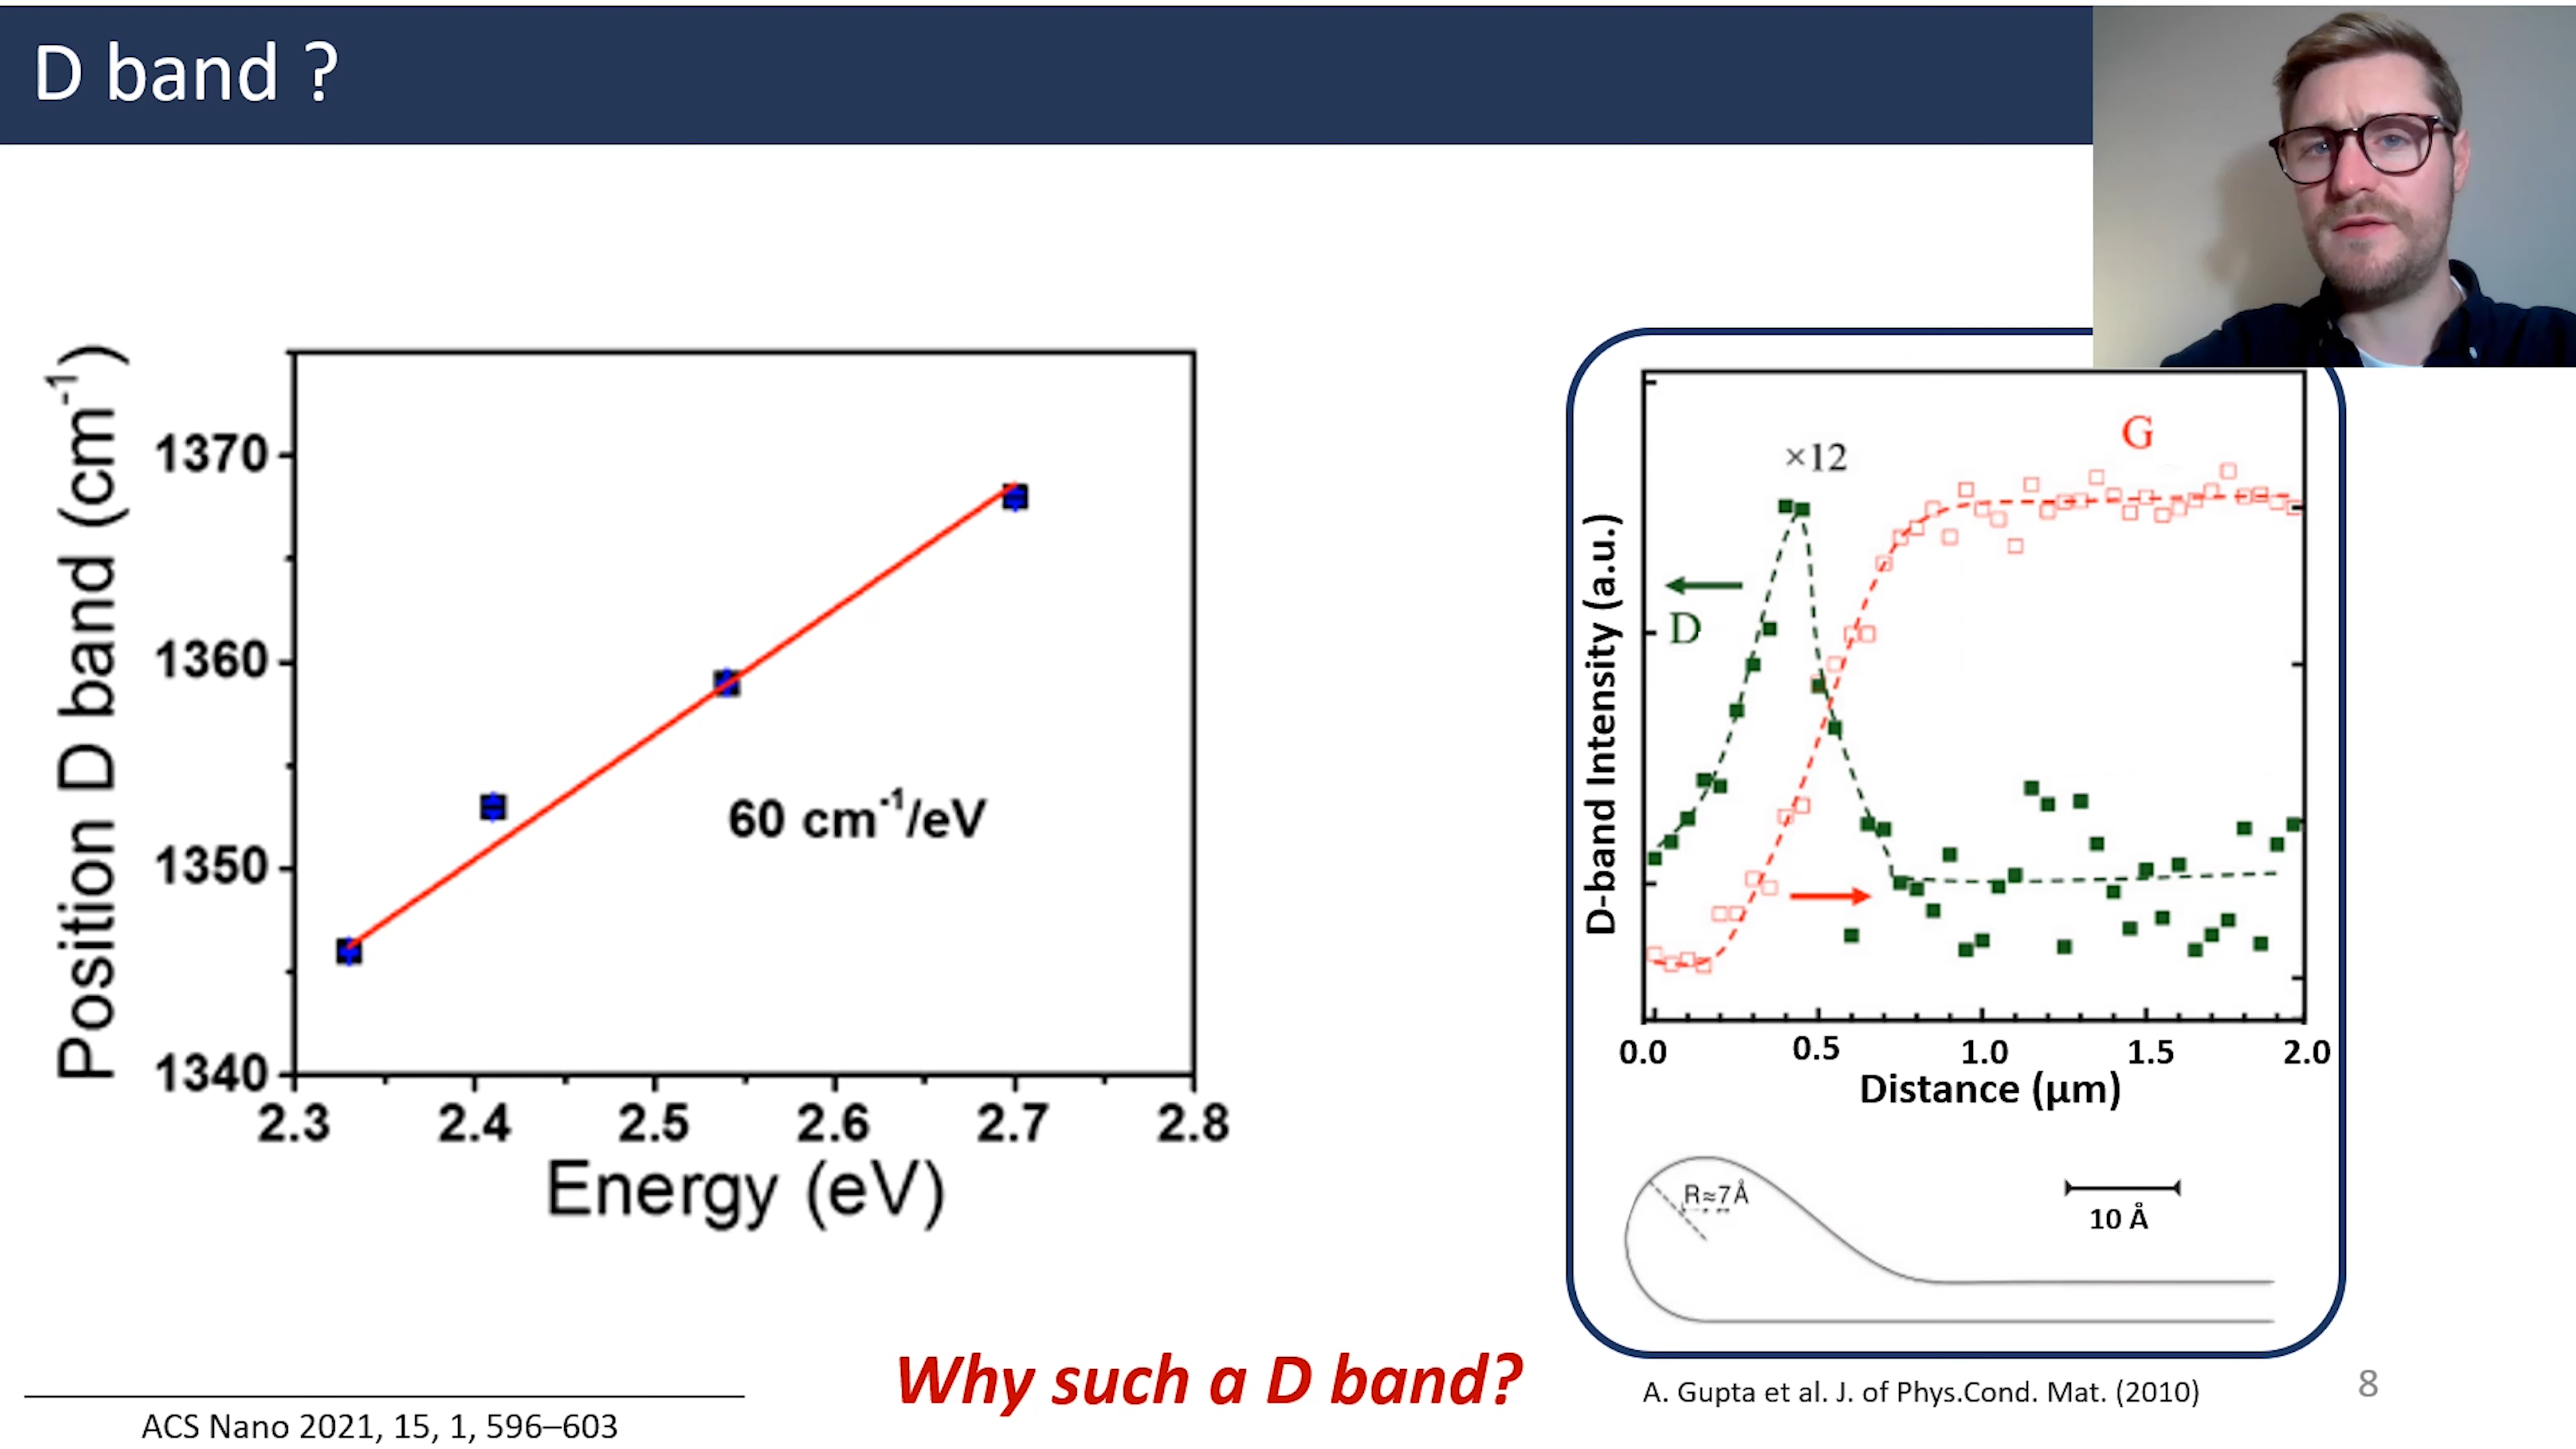 D band ?
Position D band (cm-1)
1370
1360
1350
1340
60 cm-1/eV
2.3 2.4 2.5 2.6 2.7 2.8
Energy (eV)
D-band Intensity (a.u.)
×12
G
D
0.0 0.5 1.0 1.5 2.0
Distance (μm)
R≈7Å
10 Å
Why such a D band?
ACS Nano 2021, 15, 1, 596–603
A. Gupta et al. J. of Phys.Cond. Mat. (2010)
8